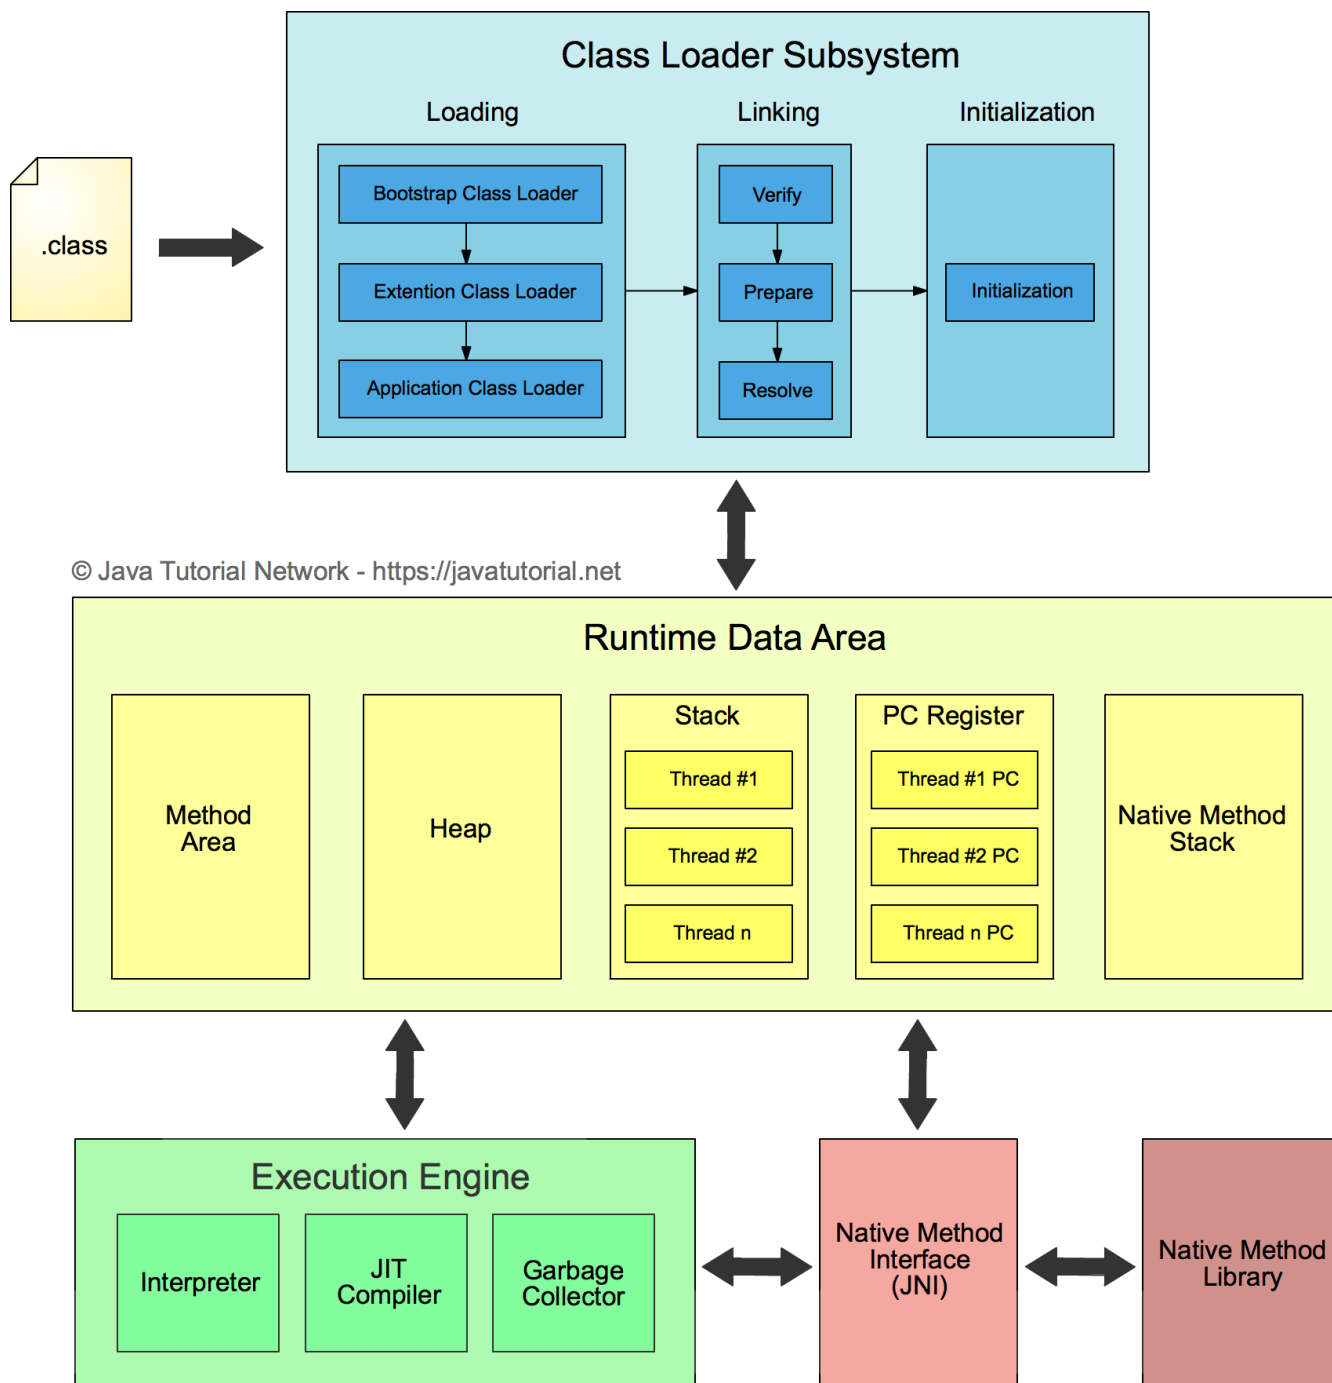 Class Loader Subsystem
Loading
Linking
Initialization
.class
Bootstrap Class Loader
Extention Class Loader
Application Class Loader
Verify
Prepare
Resolve
Initialization
© Java Tutorial Network - https://javatutorial.net
Runtime Data Area
Method
Area
Heap
Stack
Thread #1
Thread #2
Thread n
PC Register
Thread #1 PC
Thread #2 PC
Thread n PC
Native Method
Stack
Execution Engine
Interpreter
JIT
Compiler
Garbage
Collector
Native Method
Interface
(JNI)
Native Method
Library